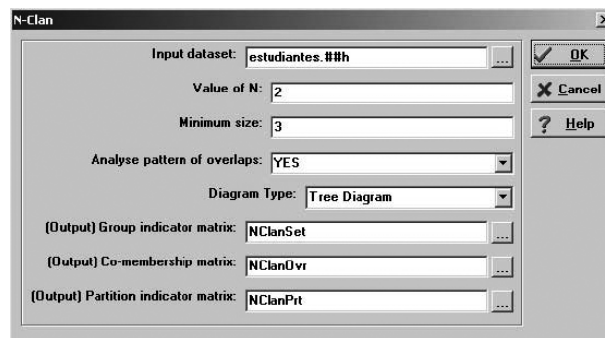 N-Clan
Input dataset: estudiantes.##h ...
Value of N: 2
Minimum size: 3
Analyse pattern of overlaps: YES
Diagram Type: Tree Diagram
(Output) Group indicator matrix: NClanSet ...
(Output) Co-membership matrix: NClanOvr ...
(Output) Partition indicator matrix: NClanPrt ...
OK
Cancel
? Help